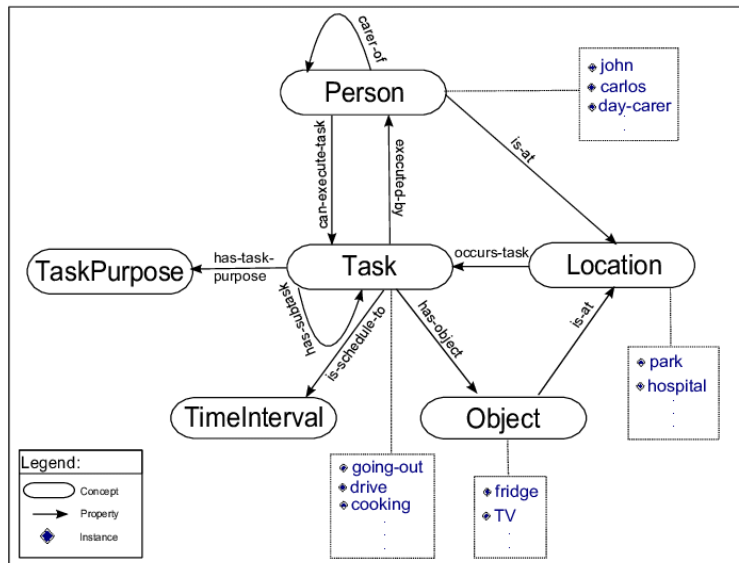 carer-of
Person
john
carlos
day-carer
can-execute-task
executed-by
is-at
TaskPurpose
has-task-
purpose
Task
occurs-task
Location
has-subtask
is-schedule-to
has-object
is-at
park
hospital
TimeInterval
Object
going-out
drive
cooking
fridge
TV
Legend:
Concept
Property
Instance